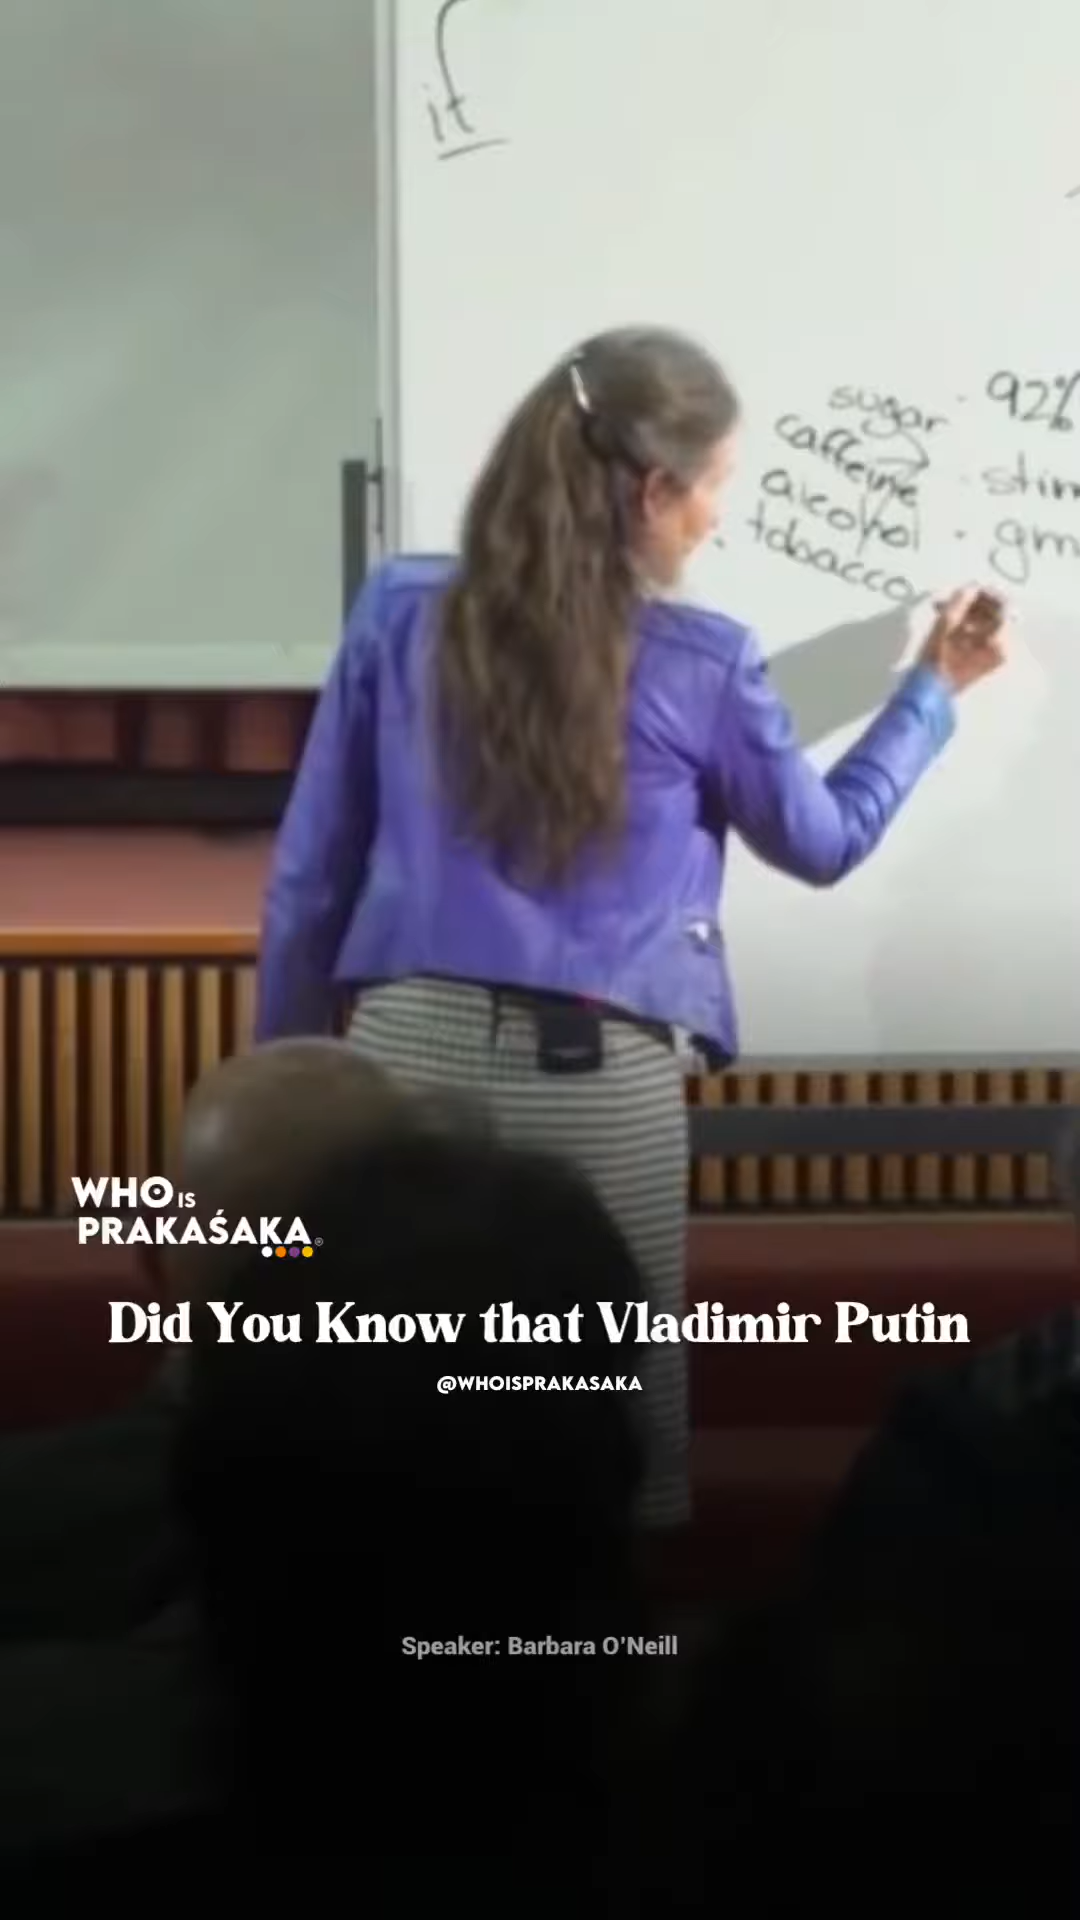 it
sugar · 92%
caffeine · stim
alcohol · gm
tobacco
WHO IS
PRAKAŚAKA®
Did You Know that Vladimir Putin
@WHOISPRAKASAKA
Speaker: Barbara O'Neill